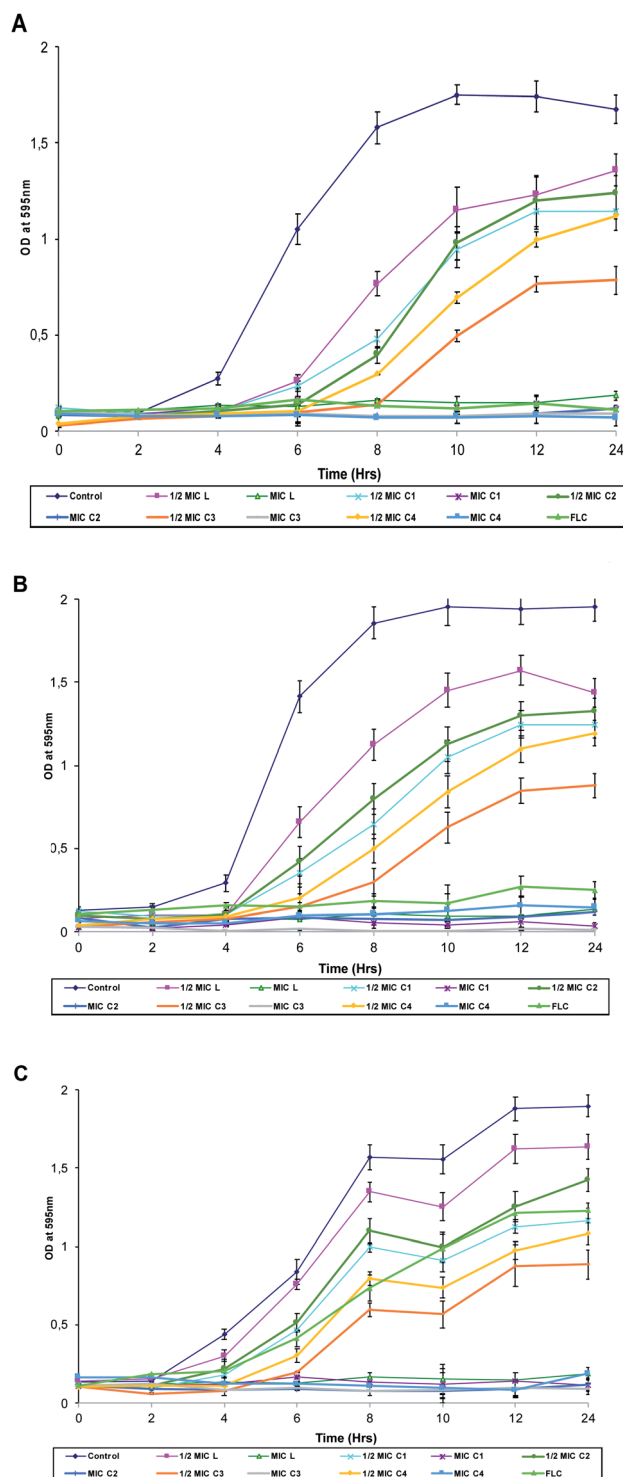 A
2
1,5
1
0,5
0
OD at 595nm
0 2 4 6 8 10 12 24
Time (Hrs)
Control 1/2 MIC L MIC L 1/2 MIC C1 MIC C1 1/2 MIC C2
MIC C2 1/2 MIC C3 MIC C3 1/2 MIC C4 MIC C4 FLC
B
2
1,5
1
0,5
0
OD at 595nm
0 2 4 6 8 10 12 24
Time (Hrs)
Control 1/2 MIC L MIC L 1/2 MIC C1 MIC C1 1/2 MIC C2
MIC C2 1/2 MIC C3 MIC C3 1/2 MIC C4 MIC C4 FLC
C
2
1,5
1
0,5
0
OD at 595nm
0 2 4 6 8 10 12 24
Time (Hrs)
Control 1/2 MIC L MIC L 1/2 MIC C1 MIC C1 1/2 MIC C2
MIC C2 1/2 MIC C3 MIC C3 1/2 MIC C4 MIC C4 FLC